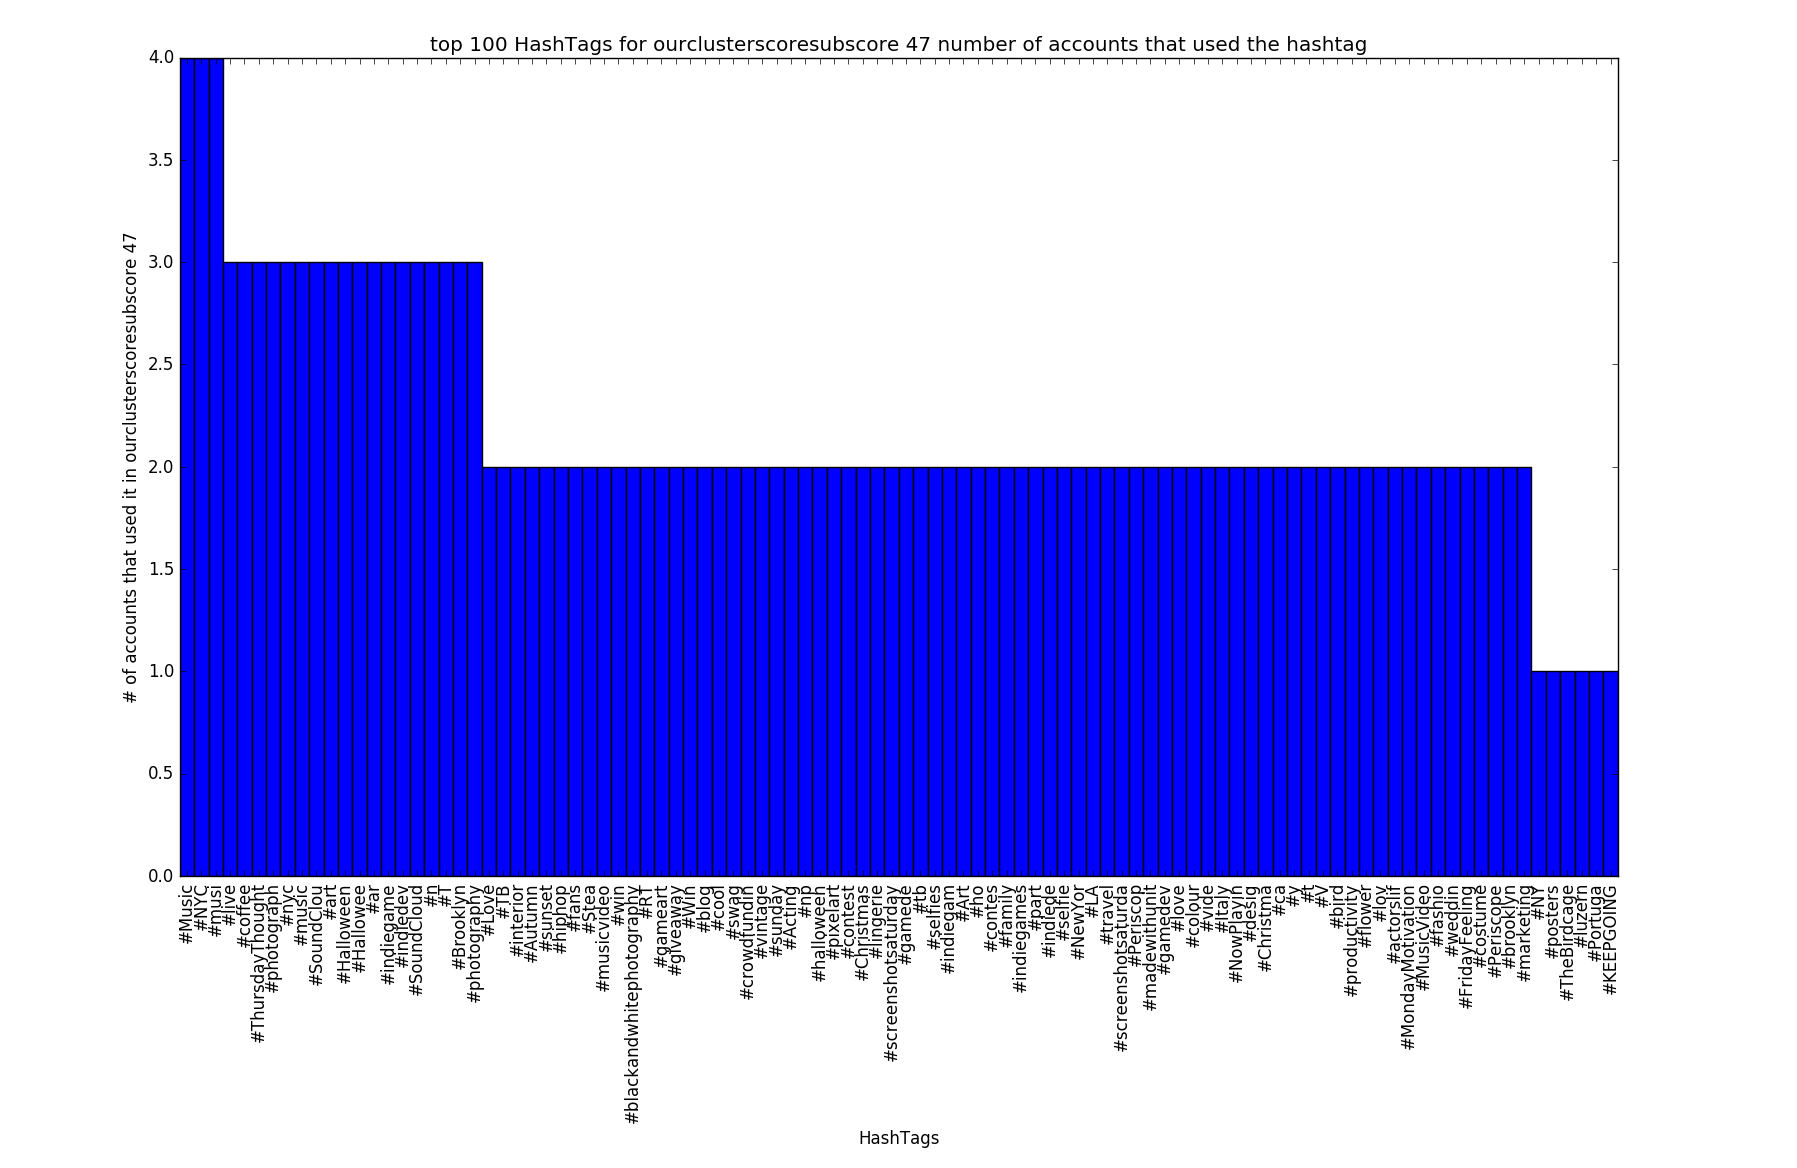 top 100 HashTags for ourclusterscoresubscore 47 number of accounts that used the hashtag
# of accounts that used it in ourclusterscoresubscore 47
4.0
3.5
3.0
2.5
2.0
1.5
1.0
0.5
0.0
#Music
#NYC
#musi
#live
#coffee
#ThursdayThought
#photograph
#nyc
#music
#SoundClou
#art
#Halloween
#Hallowee
#ar
#indiegame
#indiedev
#SoundCloud
#n
#T
#Brooklyn
#photography
#Love
#TB
#interior
#Autumn
#sunset
#hiphop
#fans
#Stea
#musicvideo
#win
#blackandwhitephotography
#RT
#gameart
#giveaway
#Win
#blog
#cool
#swag
#crowdfundin
#vintage
#sunday
#Acting
#np
#halloween
#pixelart
#contest
#Christmas
#lingerie
#screenshotsaturday
#gamede
#tb
#selfies
#indiegam
#Art
#ho
#contes
#family
#indiegames
#part
#indiede
#selfie
#NewYor
#LA
#travel
#screenshotsaturda
#Periscop
#madewithunit
#gamedev
#love
#colour
#vide
#Italy
#NowPlayin
#desig
#Christma
#ca
#y
#t
#V
#bird
#productivity
#flower
#lov
#actorslif
#MondayMotivation
#MusicVideo
#fashio
#weddin
#FridayFeeling
#costume
#Periscope
#brooklyn
#marketing
#NY
#posters
#TheBirdcage
#luzern
#Portuga
#KEEPGOING
HashTags